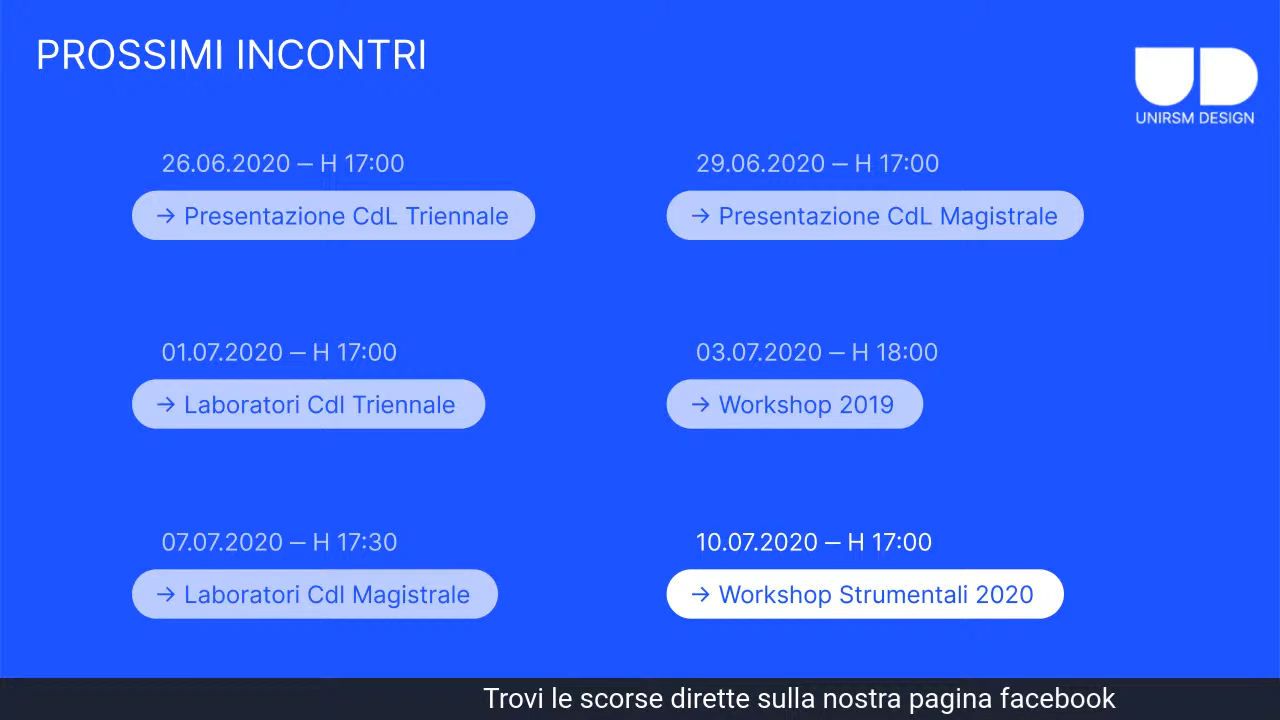 PROSSIMI INCONTRI
UNIRSM DESIGN
26.06.2020 — H 17:00
→ Presentazione CdL Triennale
29.06.2020 — H 17:00
→ Presentazione CdL Magistrale
01.07.2020 — H 17:00
→ Laboratori Cdl Triennale
03.07.2020 — H 18:00
→ Workshop 2019
07.07.2020 — H 17:30
→ Laboratori Cdl Magistrale
10.07.2020 — H 17:00
→ Workshop Strumentali 2020
Trovi le scorse dirette sulla nostra pagina facebook